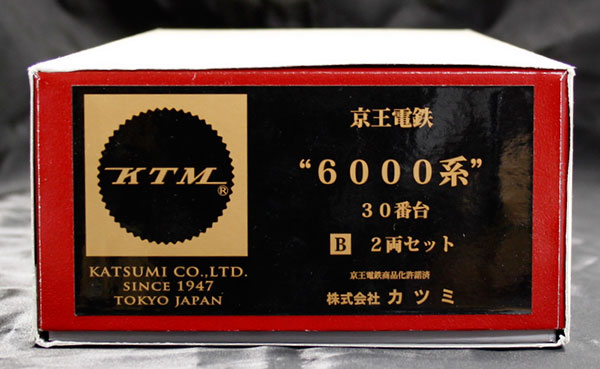 KTM®
KATSUMI CO.,LTD.
SINCE 1947
TOKYO JAPAN
京王電鉄
“6000系”
30番台
B 2両セット
京王電鉄商品化許諾済
株式会社 カツミ